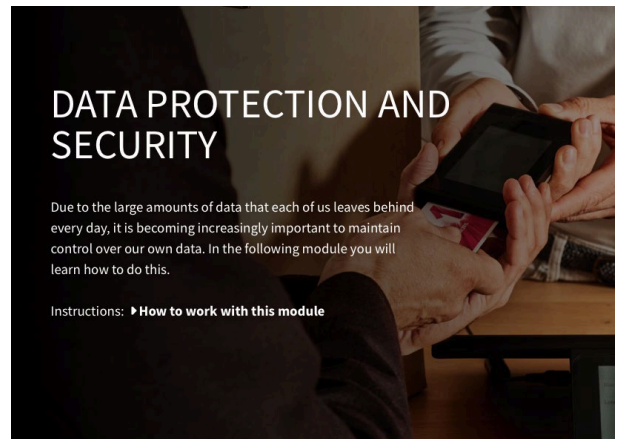 DATA PROTECTION AND
SECURITY
Due to the large amounts of data that each of us leaves behind
every day, it is becoming increasingly important to maintain
control over our own data. In the following module you will
learn how to do this.
Instructions: ▶How to work with this module